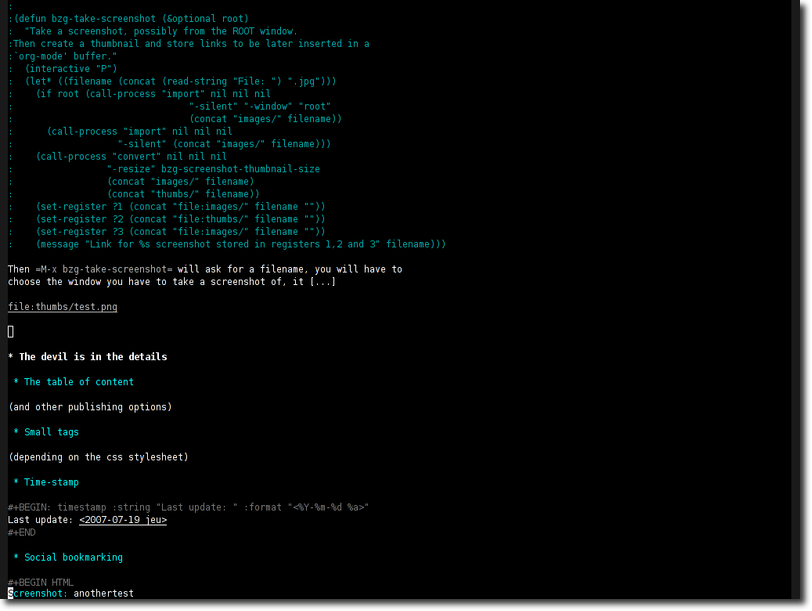 :
:(defun bzg-take-screenshot (&optional root)
:  "Take a screenshot, possibly from the ROOT window.
:Then create a thumbnail and store links to be later inserted in a
:`org-mode' buffer."
:  (interactive "P")
:  (let* ((filename (concat (read-string "File: ") ".jpg")))
:    (if root (call-process "import" nil nil nil
:                                "-silent" "-window" "root"
:                                (concat "images/" filename))
:      (call-process "import" nil nil nil
:                   "-silent" (concat "images/" filename)))
:    (call-process "convert" nil nil nil
:                 "-resize" bzg-screenshot-thumbnail-size
:                 (concat "images/" filename)
:                 (concat "thumbs/" filename))
:    (set-register ?1 (concat "file:images/" filename ""))
:    (set-register ?2 (concat "file:thumbs/" filename ""))
:    (set-register ?3 (concat "file:images/" filename ""))
:    (message "Link for %s screenshot stored in registers 1,2 and 3" filename)))
Then =M-x bzg-take-screenshot= will ask for a filename, you will have to
choose the window you have to take a screenshot of, it [...]
file:thumbs/test.png
* The devil is in the details
 * The table of content
(and other publishing options)
 * Small tags
(depending on the css stylesheet)
 * Time-stamp
#+BEGIN: timestamp :string "Last update: " :format "<%Y-%m-%d %a>"
Last update: <2007-07-19 jeu>
#+END
 * Social bookmarking
#+BEGIN HTML
Screenshot: anothertest